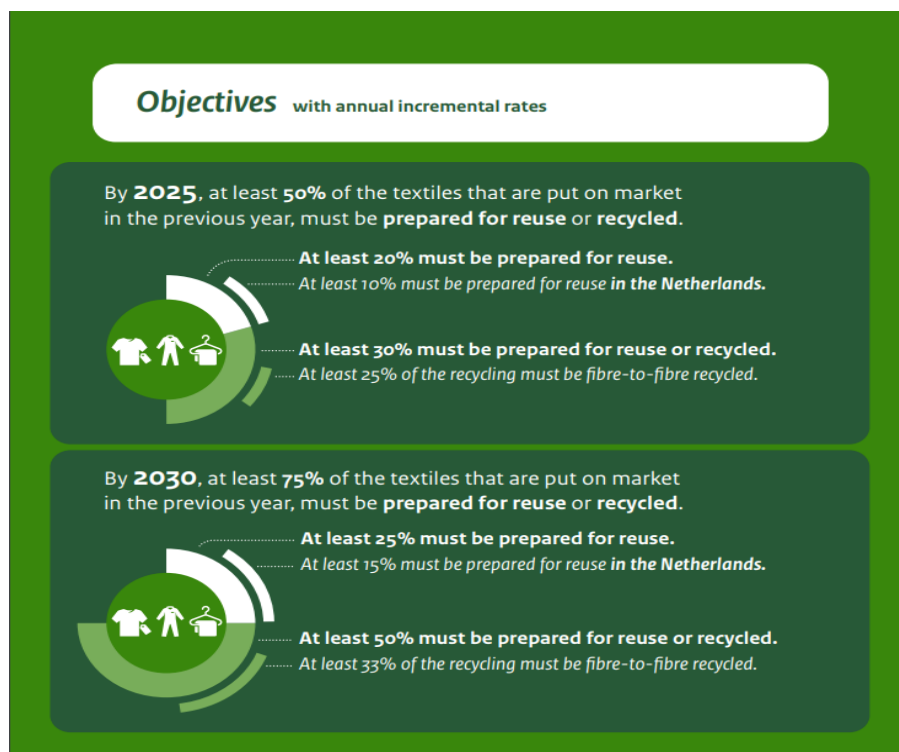 Objectives with annual incremental rates
By 2025, at least 50% of the textiles that are put on market
in the previous year, must be prepared for reuse or recycled.
At least 20% must be prepared for reuse.
At least 10% must be prepared for reuse in the Netherlands.
At least 30% must be prepared for reuse or recycled.
At least 25% of the recycling must be fibre-to-fibre recycled.
By 2030, at least 75% of the textiles that are put on market
in the previous year, must be prepared for reuse or recycled.
At least 25% must be prepared for reuse.
At least 15% must be prepared for reuse in the Netherlands.
At least 50% must be prepared for reuse or recycled.
At least 33% of the recycling must be fibre-to-fibre recycled.